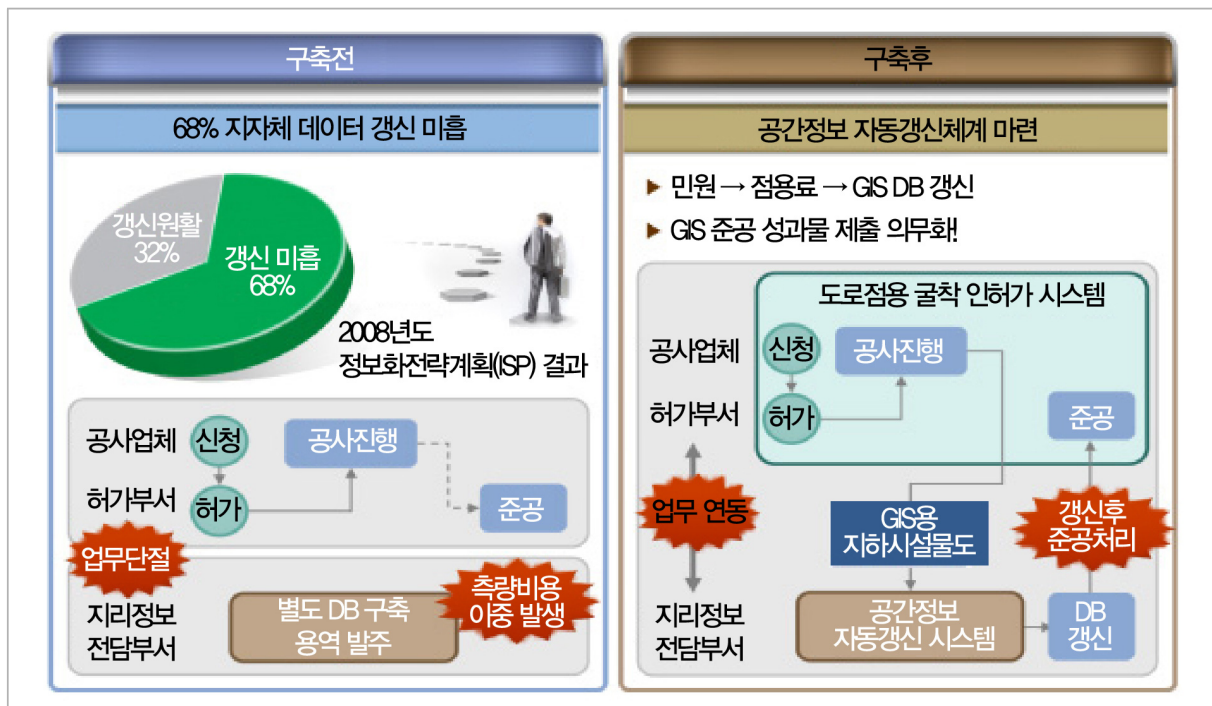 구축전
68% 지자체 데이터 갱신 미흡
갱신원활
32%
갱신 미흡
68%
2008년도
정보화전략계획(ISP) 결과
공사업체
신청
공사진행
허가부서
허가
준공
업무단절
지리정보
전담부서
별도 DB 구축
용역 발주
측량비용
이중 발생
구축후
공간정보 자동갱신체계 마련
▶ 민원 → 점용료 → GIS DB 갱신
▶ GIS 준공 성과물 제출 의무화!
도로점용 굴착 인허가 시스템
공사업체
신청
공사진행
허가부서
허가
준공
업무 연동
GIS용
지하시설물도
갱신후
준공처리
지리정보
전담부서
공간정보
자동갱신 시스템
DB
갱신